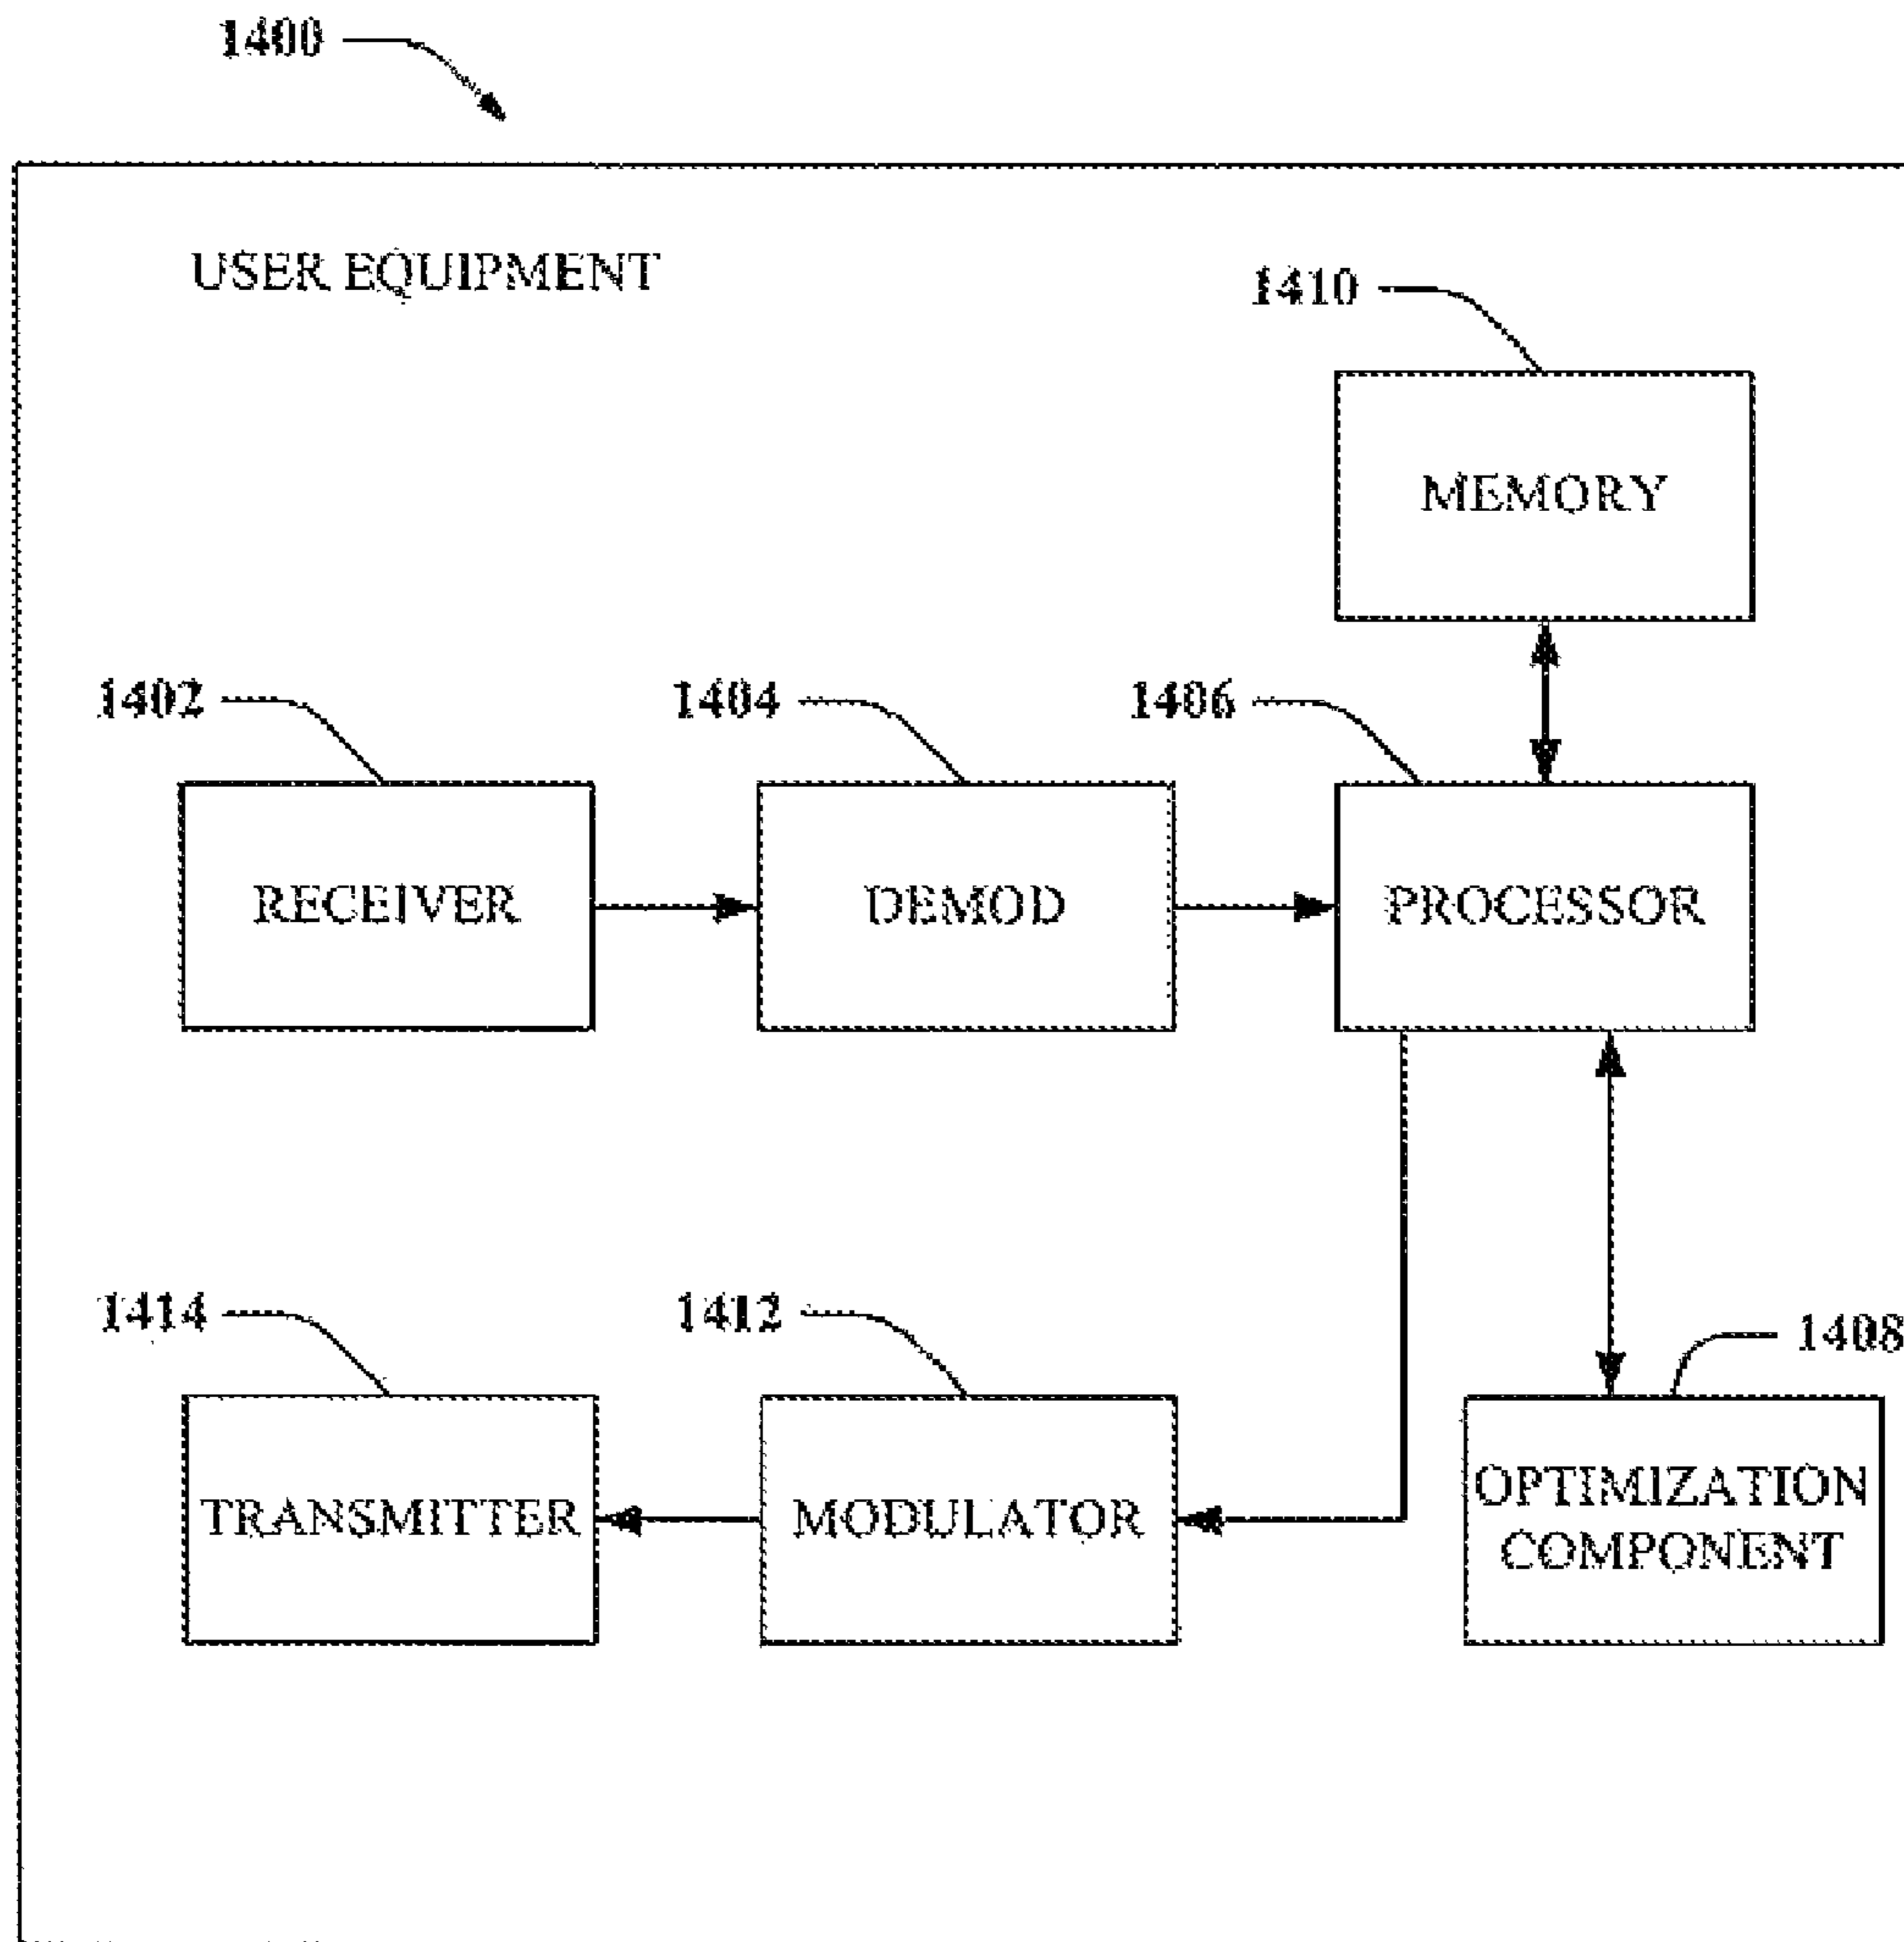 1400
USER EQUIPMENT
1410
MEMORY
1402
1404
1406
RECEIVER
DEMOD
PROCESSOR
1414
1412
1408
TRANSMITTER
MODULATOR
OPTIMIZATION
COMPONENT